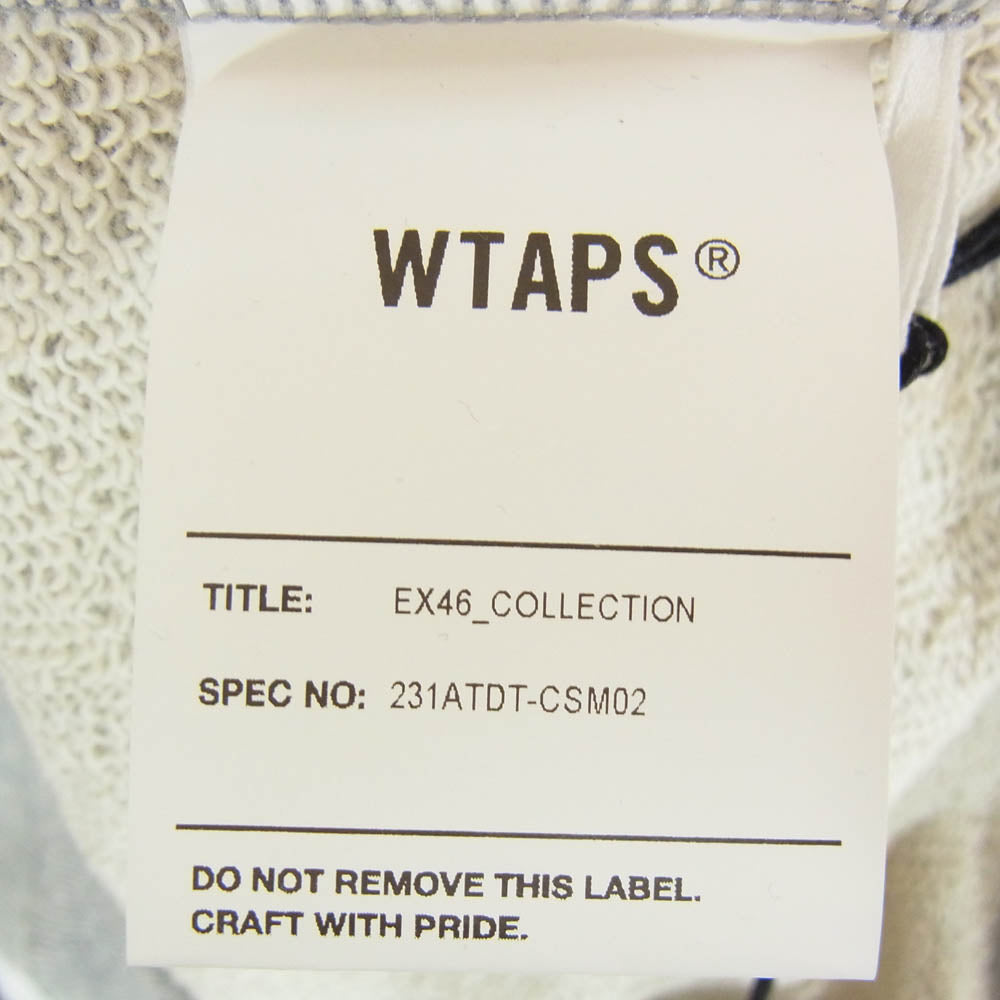 WTAPS®
TITLE: EX46_COLLECTION
SPEC NO: 231ATDT-CSM02
DO NOT REMOVE THIS LABEL.
CRAFT WITH PRIDE.